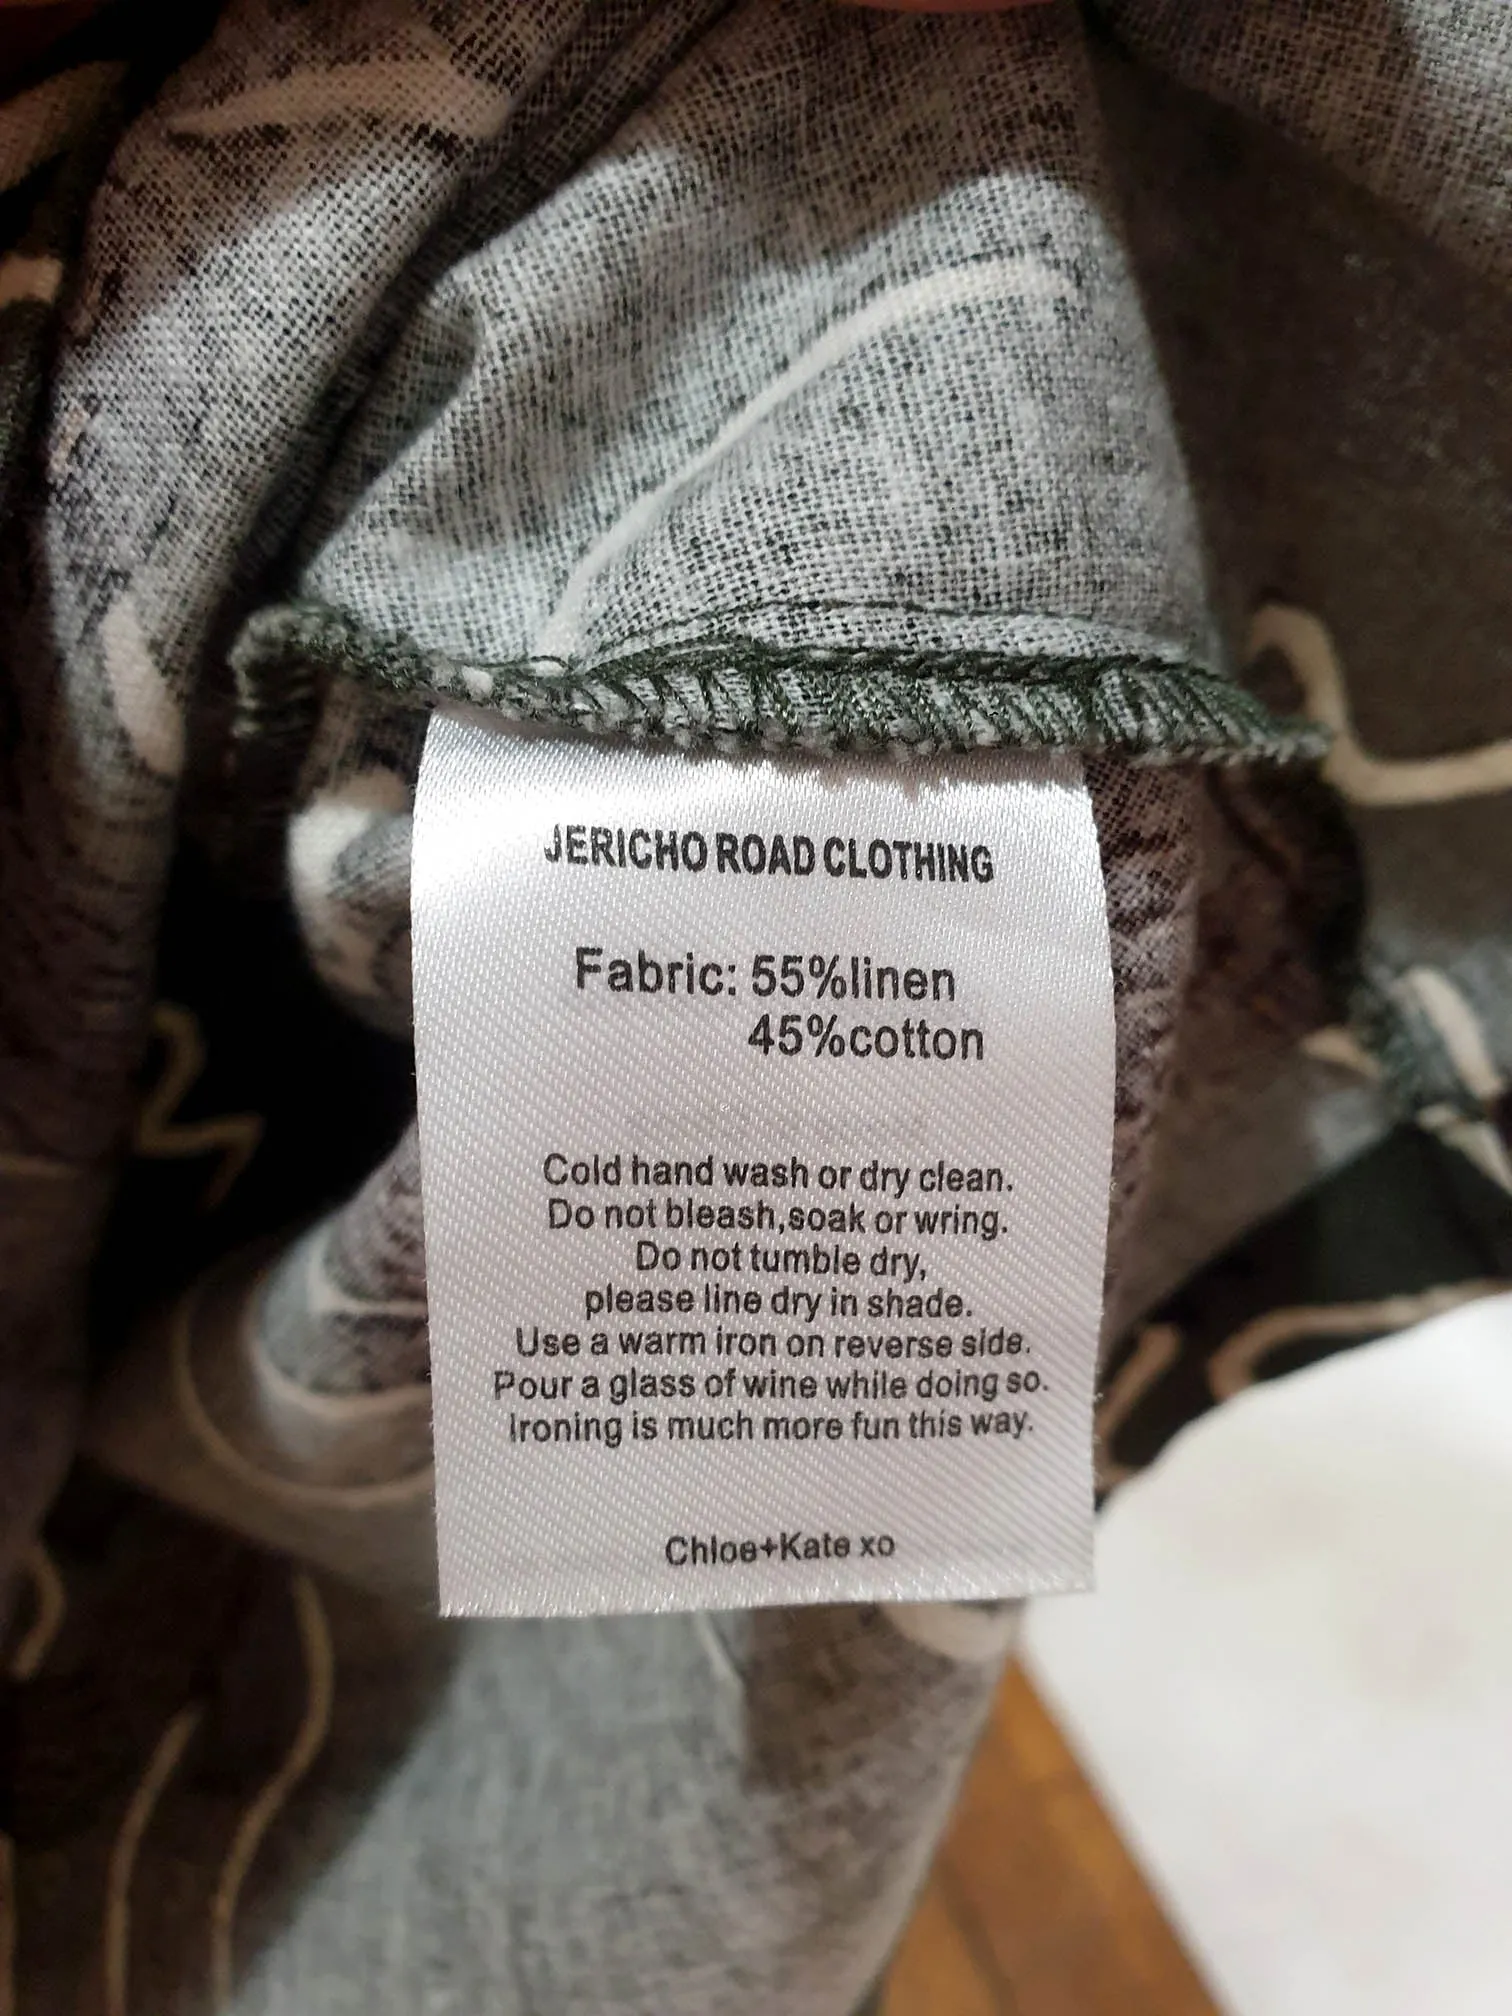 JERICHO ROAD CLOTHING
Fabric: 55%linen
45%cotton
Cold hand wash or dry clean.
Do not bleash,soak or wring.
Do not tumble dry,
please line dry in shade.
Use a warm iron on reverse side.
Pour a glass of wine while doing so.
Ironing is much more fun this way.
Chloe+Kate xo